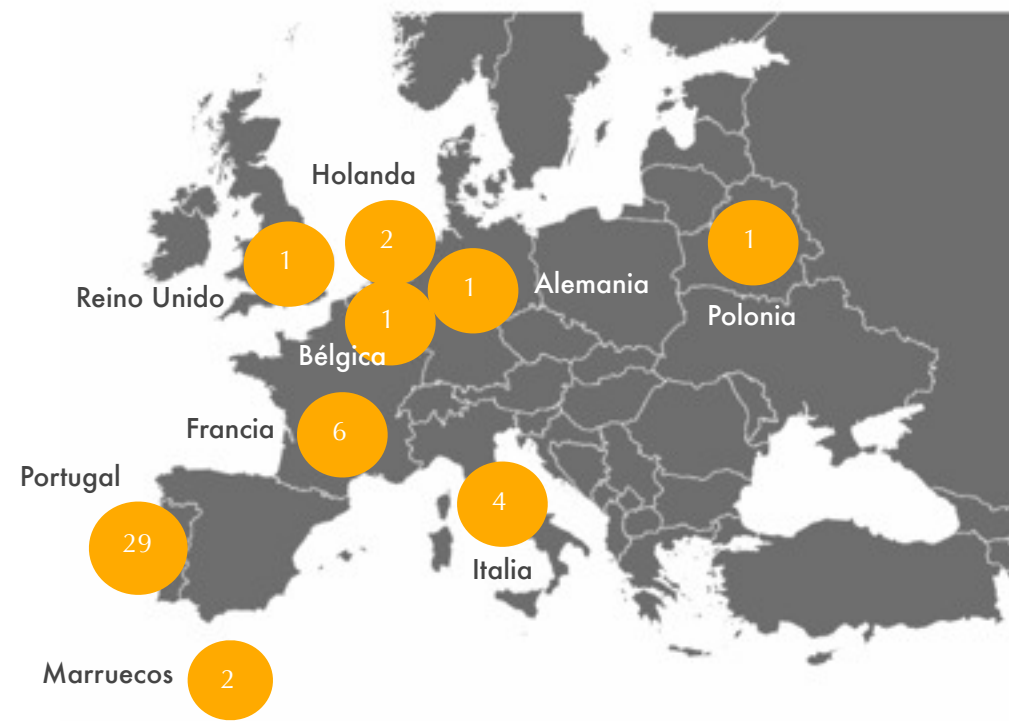 Holanda
2
1
Reino Unido
1
Alemania
1
Polonia
1
Bélgica
Francia
6
Portugal
29
4
Italia
Marruecos
2